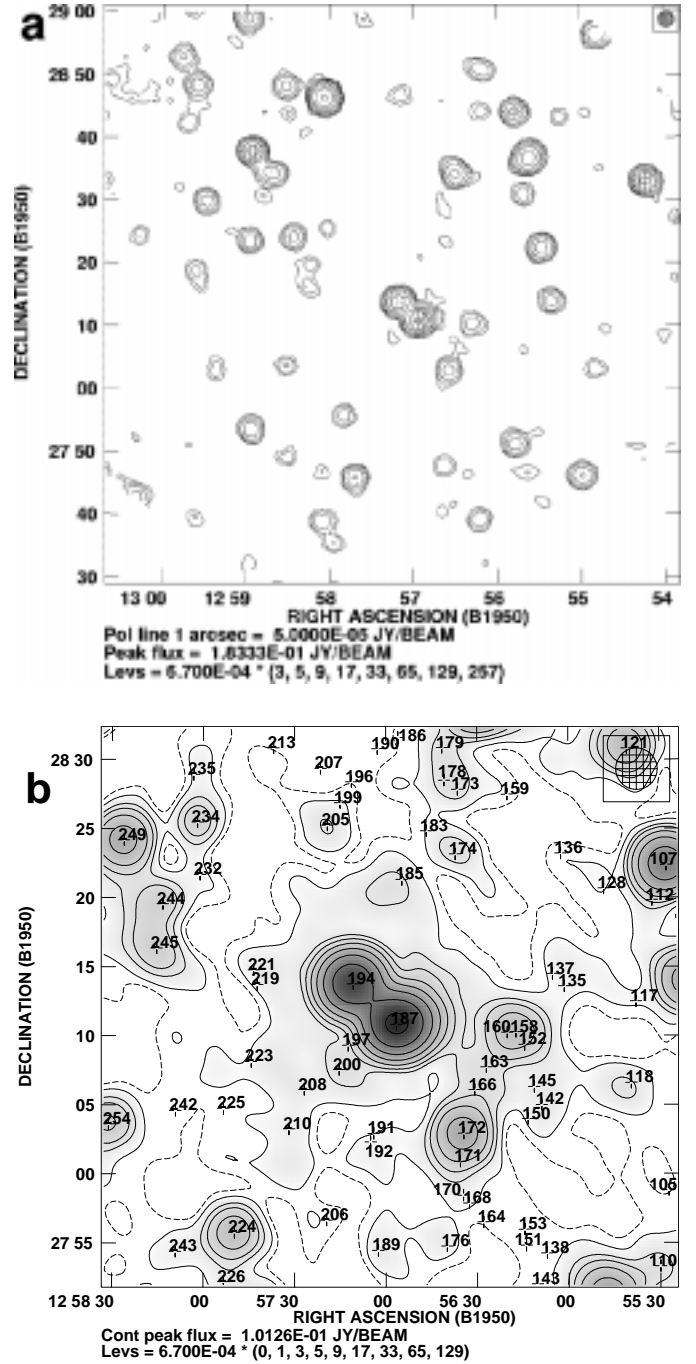 a
29 00
28 50
40
30
20
10
00
27 50
40
30
DECLINATION (B1950)
13 00 12 59 58 57 56 55 54
RIGHT ASCENSION (B1950)
Pol line 1 arcsec = 5.0000E-05 JY/BEAM
Peak flux = 1.8333E-01 JY/BEAM
Levs = 6.700E-04 * (3, 5, 9, 17, 33, 65, 129, 257)
b
28 30
25
20
15
10
05
00
27 55
DECLINATION (B1950)
213 190 186 179 121
235 207 196 178 173 159
199
234 205 183
249 174 136 107
232 185 128 112
244
245
221 194 137
219 135 117
187
160 158
197 152
223 200 163 118
208 166 145
242 225 142
254 150
210 191 172
192 171
170 105
168
206 164
224 153
243 189 176 151 138 110
226 143
12 58 30 00 57 30 00 56 30 00 55 30
RIGHT ASCENSION (B1950)
Cont peak flux = 1.0126E-01 JY/BEAM
Levs = 6.700E-04 * (0, 1, 3, 5, 9, 17, 33, 65, 129)